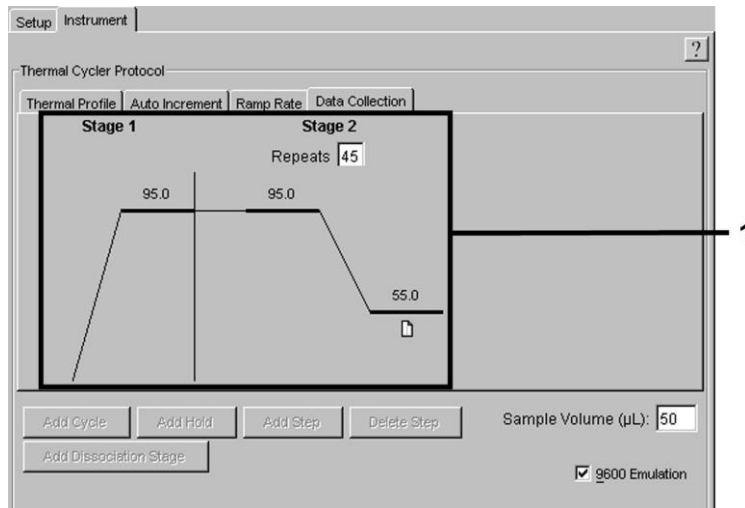 Setup Instrument
?
Thermal Cycler Protocol
Thermal Profile Auto Increment Ramp Rate Data Collection
Stage 1 Stage 2
Repeats 45
95.0 95.0
55.0
1
Add Cycle Add Hold Add Step Delete Step Sample Volume (µL): 50
Add Dissociation Stage
9600 Emulation